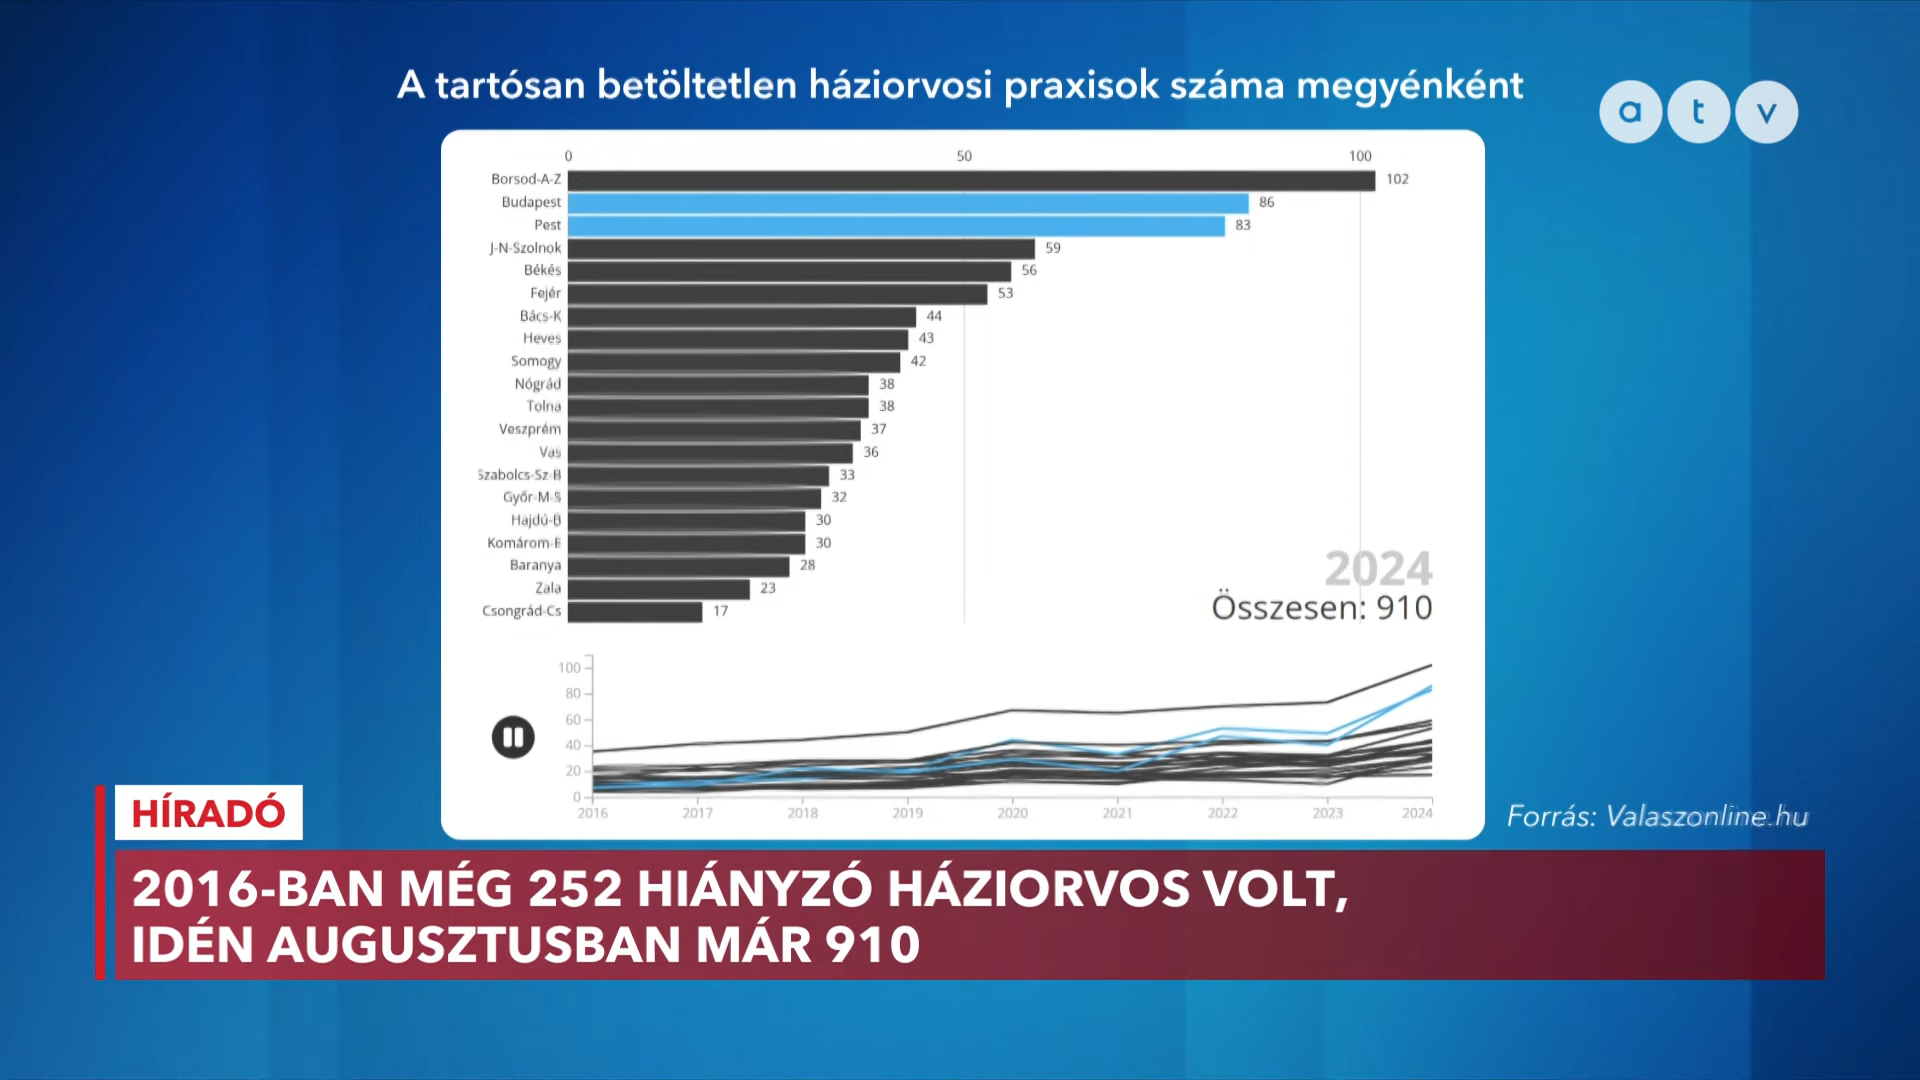 A tartósan betöltetlen háziorvosi praxisok száma megyénként
a t v
0 50 100
Borsod-A-Z 102
Budapest 86
Pest 83
J-N-Szolnok 59
Békés 56
Fejér 53
Bács-K 44
Heves 43
Somogy 42
Nógrád 38
Tolna 38
Veszprém 37
Vas 36
Szabolcs-Sz-B 33
Győr-M-S 32
Hajdú-B 30
Komárom-E 30
Baranya 28
Zala 23
Csongrád-Cs 17
2024
Összesen: 910
100
80
60
40
20
0
2016 2017 2018 2019 2020 2021 2022 2023 2024
Forrás: Valaszonline.hu
HÍRADÓ
2016-BAN MÉG 252 HIÁNYZÓ HÁZIORVOS VOLT,
IDÉN AUGUSZTUSBAN MÁR 910